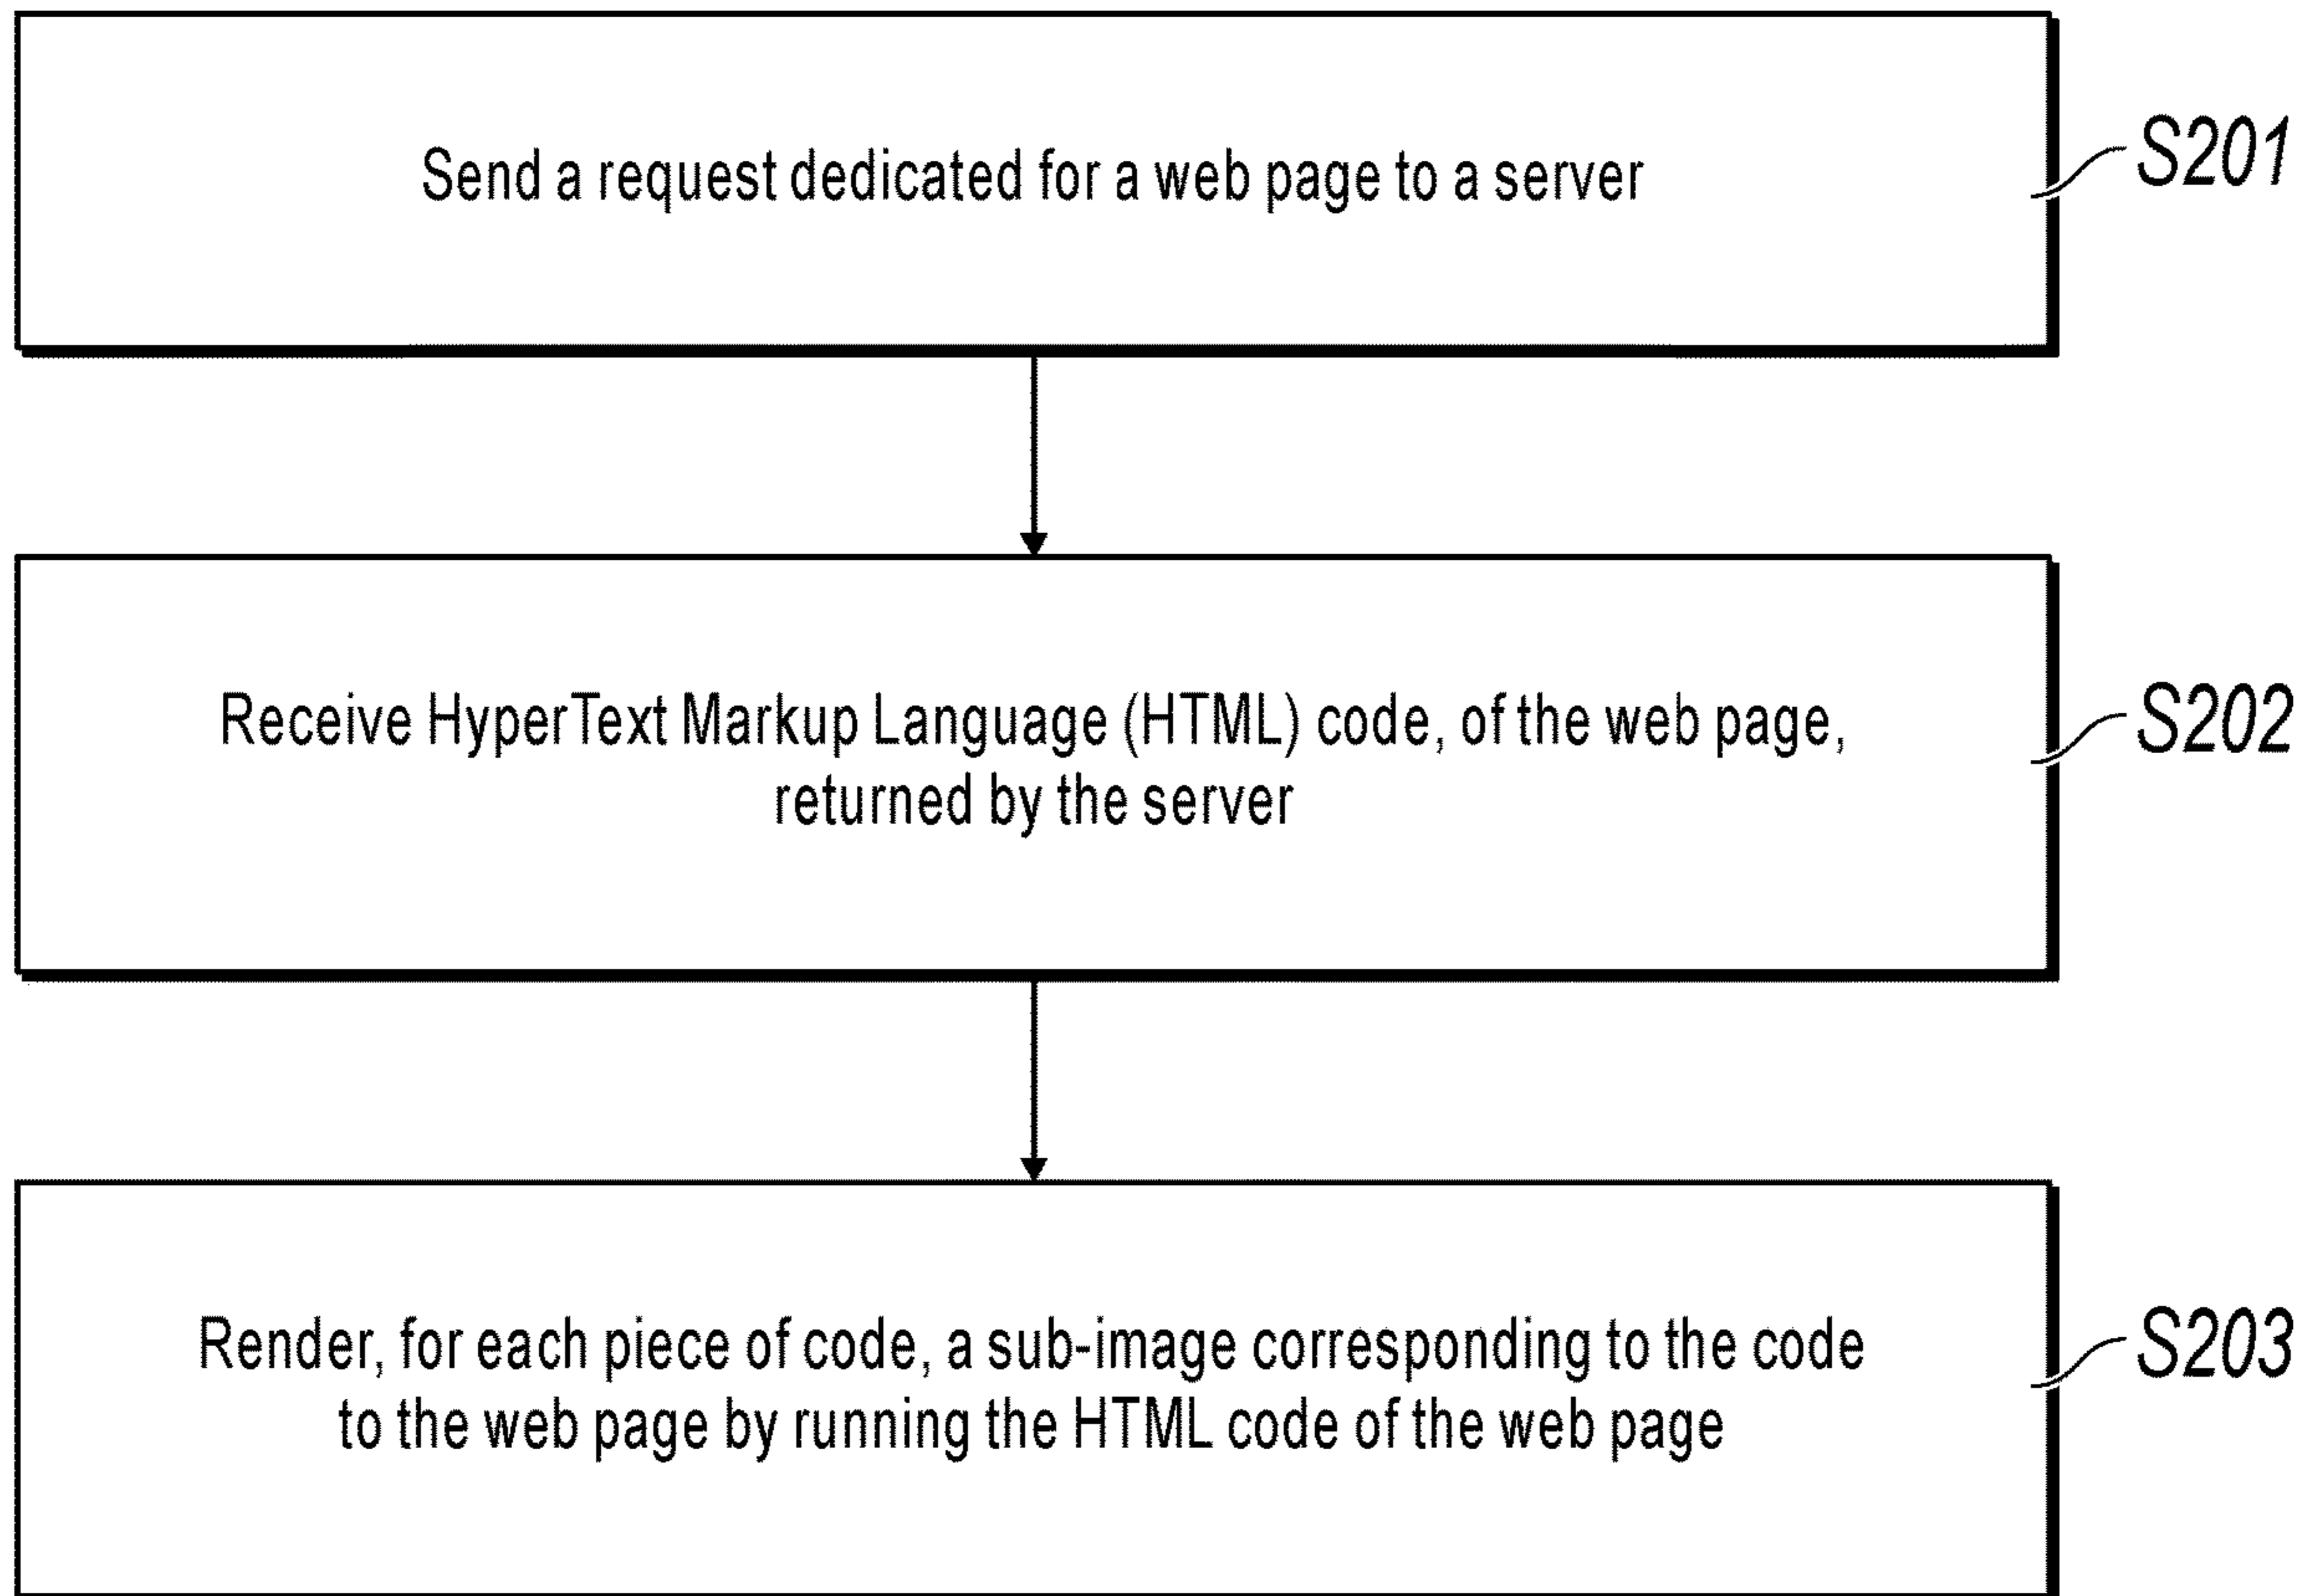 Send a request dedicated for a web page to a server
S201
Receive HyperText Markup Language (HTML) code, of the web page,
returned by the server
S202
Render, for each piece of code, a sub-image corresponding to the code
to the web page by running the HTML code of the web page
S203